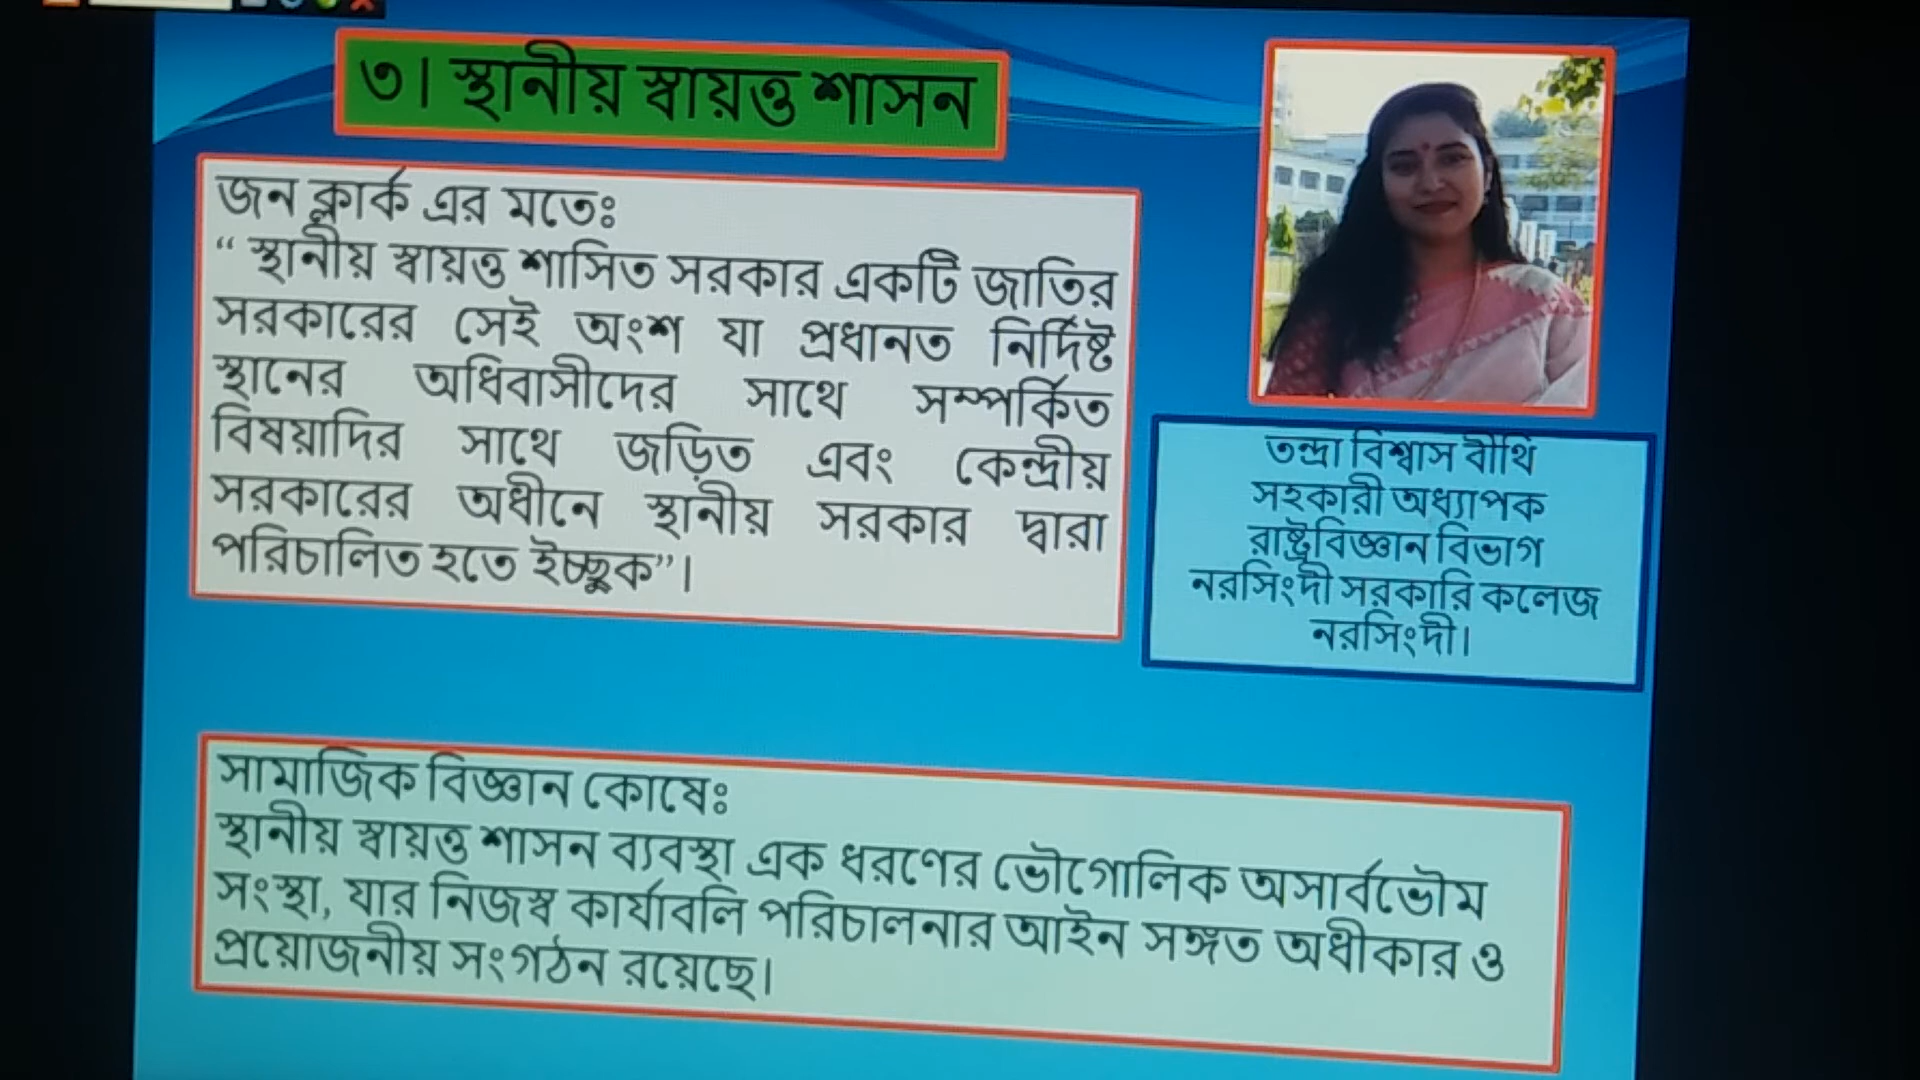 ৩। স্থানীয় স্বায়ত্ত শাসন
জন ক্লার্ক এর মতেঃ
“ স্থানীয় স্বায়ত্ত শাসিত সরকার একটি জাতির
সরকারের সেই অংশ যা প্রধানত নির্দিষ্ট
স্থানের অধিবাসীদের সাথে সম্পর্কিত
বিষয়াদির সাথে জড়িত এবং কেন্দ্রীয়
সরকারের অধীনে স্থানীয় সরকার দ্বারা
পরিচালিত হতে ইচ্ছুক”।
তন্দ্রা বিশ্বাস বীথি
সহকারী অধ্যাপক
রাষ্ট্রবিজ্ঞান বিভাগ
নরসিংদী সরকারি কলেজ
নরসিংদী।
সামাজিক বিজ্ঞান কোষেঃ
স্থানীয় স্বায়ত্ত শাসন ব্যবস্থা এক ধরণের ভৌগোলিক অসার্বভৌম
সংস্থা, যার নিজস্ব কার্যাবলি পরিচালনার আইন সঙ্গত অধীকার ও
প্রয়োজনীয় সংগঠন রয়েছে।